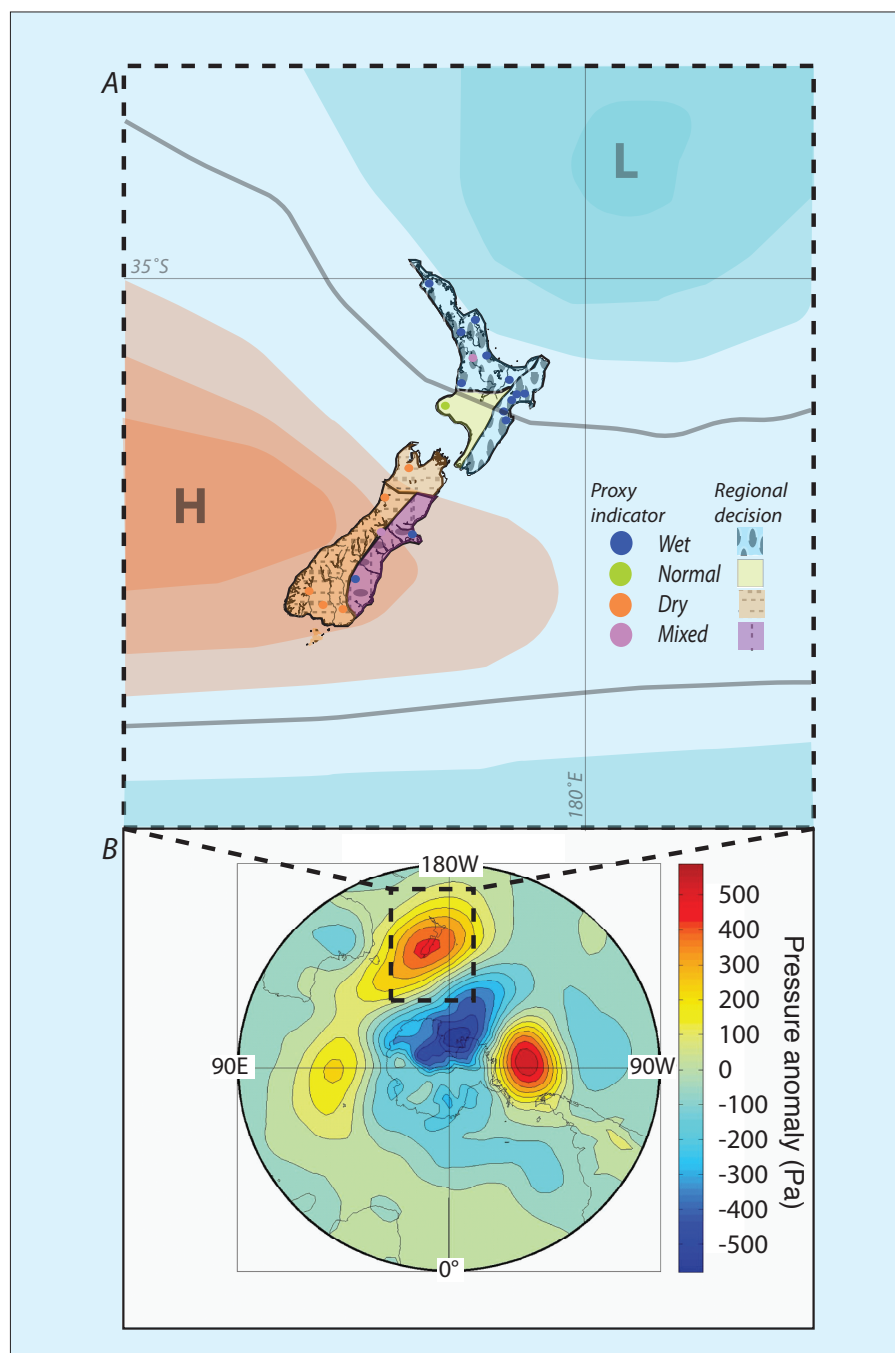 A
L
35°S
H
Proxy indicator
Regional decision
Wet
Normal
Dry
Mixed
180°E
B
180W
90E
90W
0°
500
400
300
200
100
0
-100
-200
-300
-400
-500
Pressure anomaly (Pa)